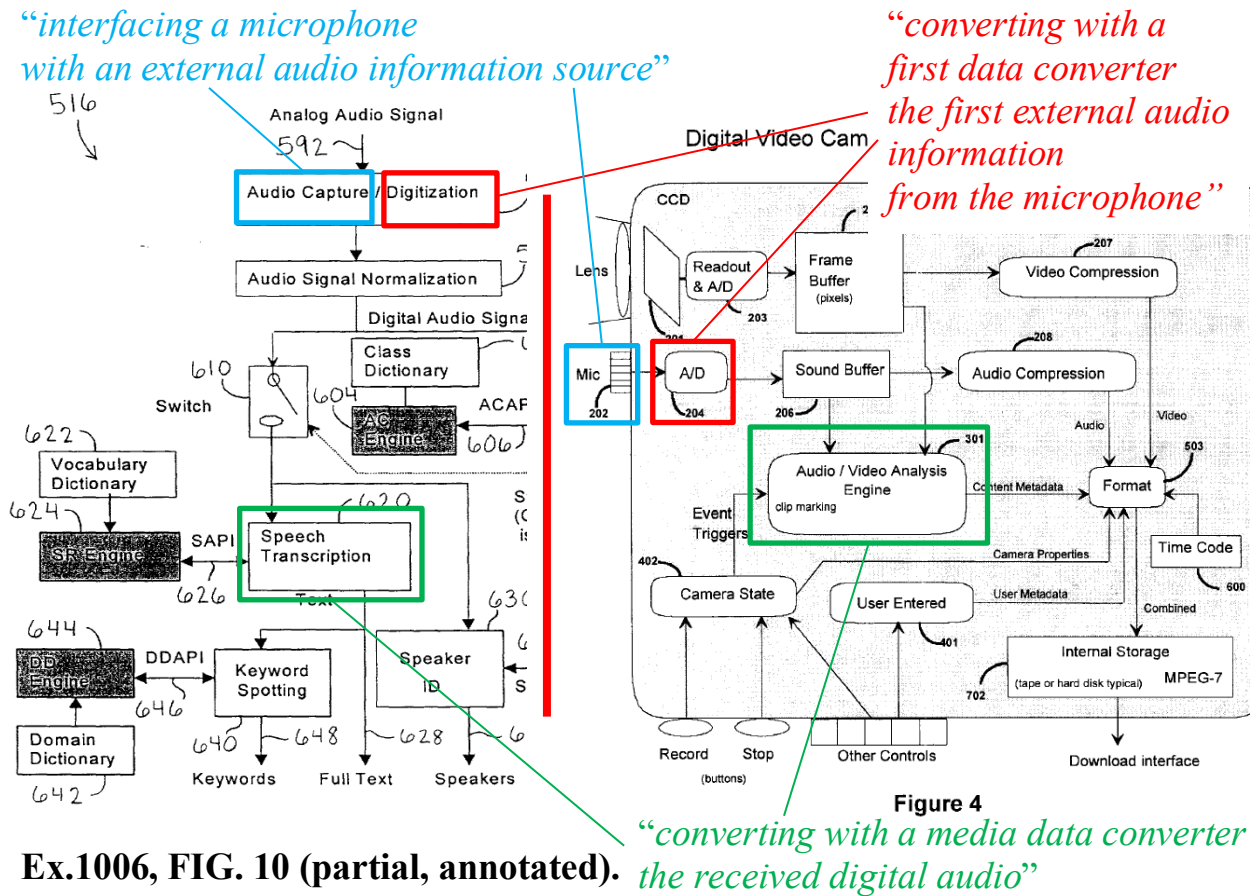 “interfacing a microphone
with an external audio information source”
“converting with a
first data converter
the first external audio
information
from the microphone”
516
Analog Audio Signal
592
Audio Capture / Digitization
Audio Signal Normalization
Digital Audio Signa
Class
Dictionary
610
Switch
604
AC
Engine
ACAP
606
622
Vocabulary
Dictionary
624
SR Engine
SAPI
626
620
Speech
Transcription
Text
630
Speaker
ID
644
DD
Engine
DDAPI
646
Keyword
Spotting
640
648
628
Domain
Dictionary
642
Keywords
Full Text
Speakers
Digital Video Cam
CCD
Lens
201
Readout
& A/D
203
Frame
Buffer
(pixels)
207
Video Compression
Mic
202
A/D
204
Sound Buffer
206
208
Audio Compression
Audio
Video
301
Audio / Video Analysis
Engine
clip marking
Content Metadata
503
Format
Event
Triggers
Camera Properties
Time Code
600
402
Camera State
User Entered
401
User Metadata
Combined
Internal Storage
(tape or hard disk typical)
MPEG-7
702
Record
Stop
(buttons)
Other Controls
Download interface
Figure 4
“converting with a media data converter
the received digital audio”
Ex.1006, FIG. 10 (partial, annotated).